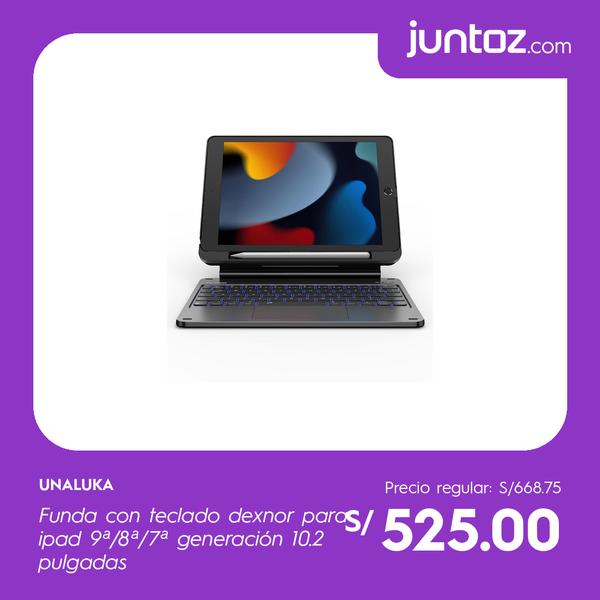 juntoz.com
UNALUKA
Funda con teclado dexnor para
ipad 9ª/8ª/7ª generación 10.2
pulgadas
Precio regular: S/668.75
S/ 525.00